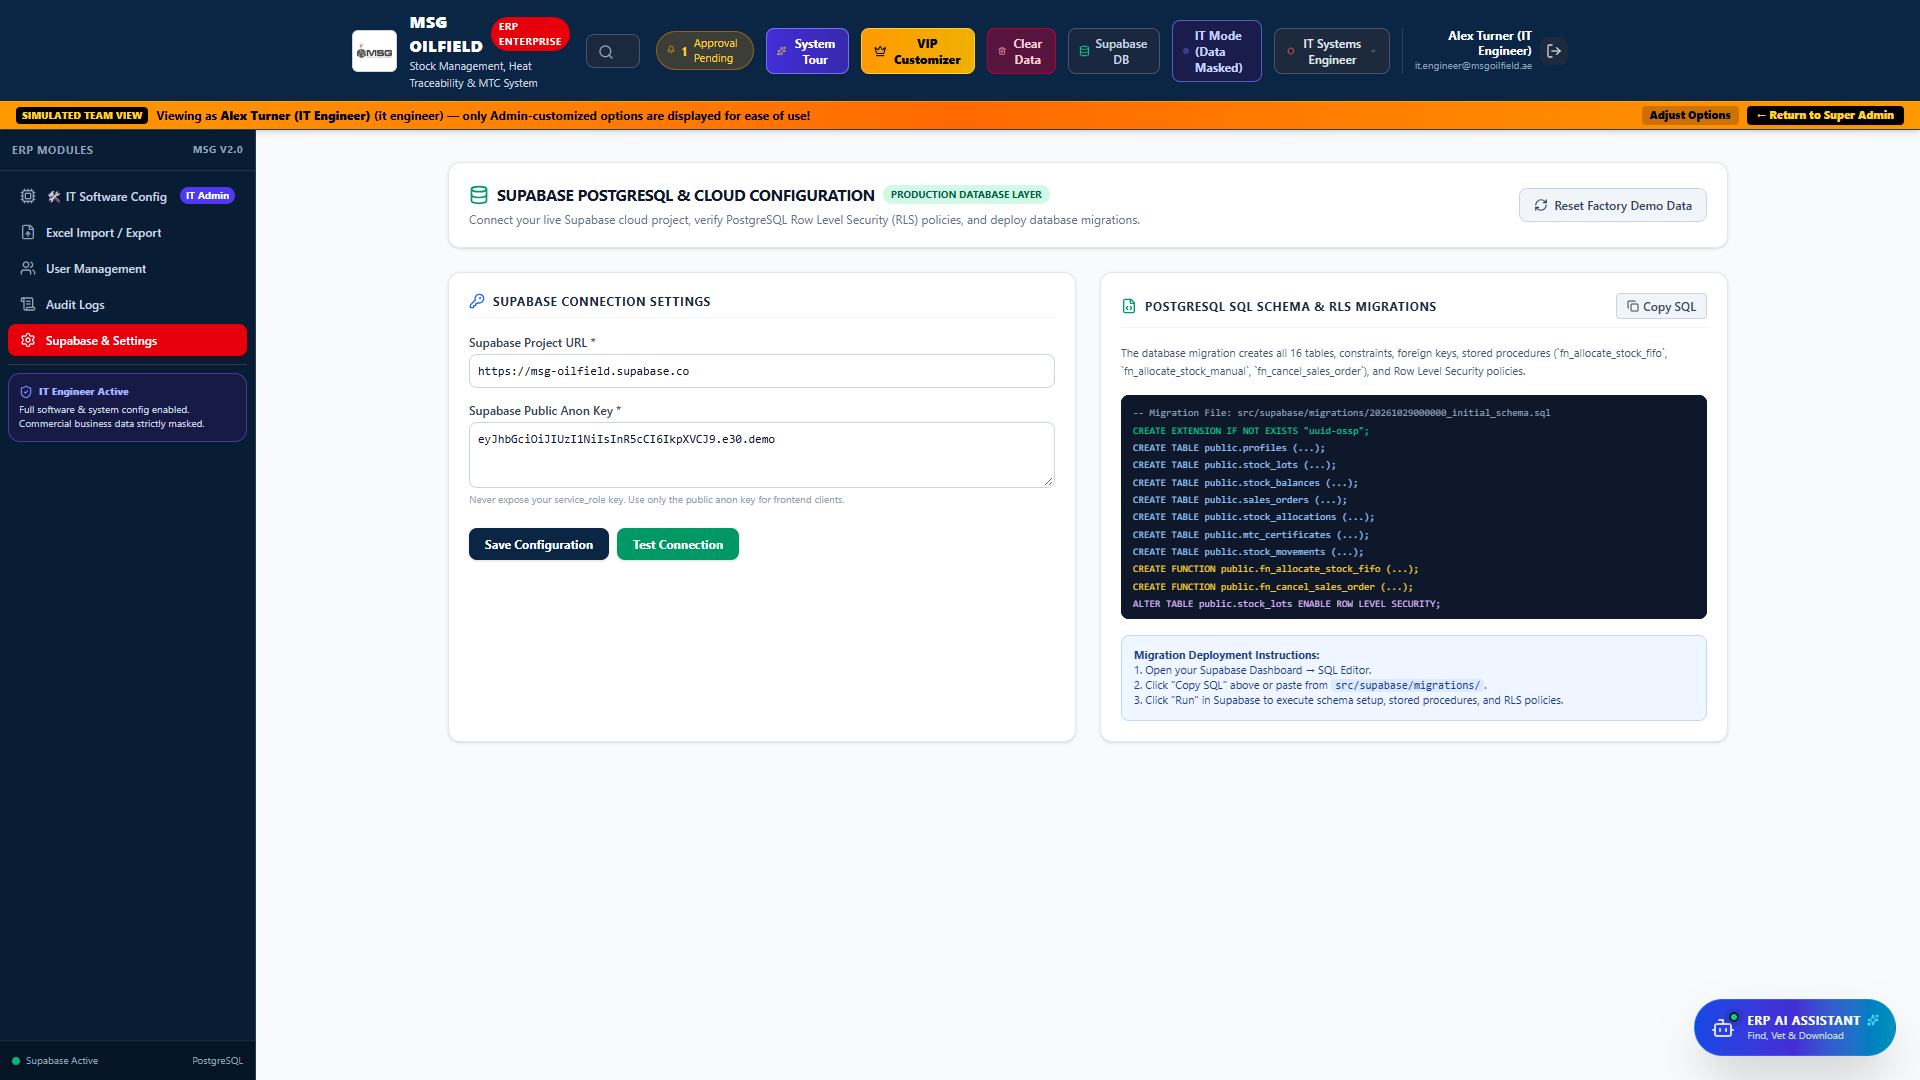 MSG
MSG
OILFIELD
ERP
ENTERPRISE
Stock Management, Heat
Traceability & MTC System
1
Approval
Pending
System
Tour
VIP
Customizer
Clear
Data
Supabase
DB
IT Mode
(Data
Masked)
IT Systems
Engineer
Alex Turner (IT
Engineer)
it.engineer@msgoilfield.ae
SIMULATED TEAM VIEW
Viewing as Alex Turner (IT Engineer) (it engineer) — only Admin-customized options are displayed for ease of use!
Adjust Options
← Return to Super Admin
ERP MODULES
MSG V2.0
🛠 IT Software Config
IT Admin
Excel Import / Export
User Management
Audit Logs
Supabase & Settings
IT Engineer Active
Full software & system config enabled.
Commercial business data strictly masked.
Supabase Active
PostgreSQL
SUPABASE POSTGRESQL & CLOUD CONFIGURATION
PRODUCTION DATABASE LAYER
Connect your live Supabase cloud project, verify PostgreSQL Row Level Security (RLS) policies, and deploy database migrations.
Reset Factory Demo Data
SUPABASE CONNECTION SETTINGS
Supabase Project URL *
https://msg-oilfield.supabase.co
Supabase Public Anon Key *
eyJhbGciOiJIUzI1NiIsInR5cCI6IkpXVCJ9.e30.demo
Never expose your service_role key. Use only the public anon key for frontend clients.
Save Configuration
Test Connection
POSTGRESQL SQL SCHEMA & RLS MIGRATIONS
Copy SQL
The database migration creates all 16 tables, constraints, foreign keys, stored procedures (`fn_allocate_stock_fifo`,
`fn_allocate_stock_manual`, `fn_cancel_sales_order`), and Row Level Security policies.
-- Migration File: src/supabase/migrations/20261029000000_initial_schema.sql
CREATE EXTENSION IF NOT EXISTS "uuid-ossp";
CREATE TABLE public.profiles (...);
CREATE TABLE public.stock_lots (...);
CREATE TABLE public.stock_balances (...);
CREATE TABLE public.sales_orders (...);
CREATE TABLE public.stock_allocations (...);
CREATE TABLE public.mtc_certificates (...);
CREATE TABLE public.stock_movements (...);
CREATE FUNCTION public.fn_allocate_stock_fifo (...);
CREATE FUNCTION public.fn_cancel_sales_order (...);
ALTER TABLE public.stock_lots ENABLE ROW LEVEL SECURITY;
Migration Deployment Instructions:
1. Open your Supabase Dashboard → SQL Editor.
2. Click "Copy SQL" above or paste from src/supabase/migrations/ .
3. Click "Run" in Supabase to execute schema setup, stored procedures, and RLS policies.
ERP AI ASSISTANT
Find, Vet & Download